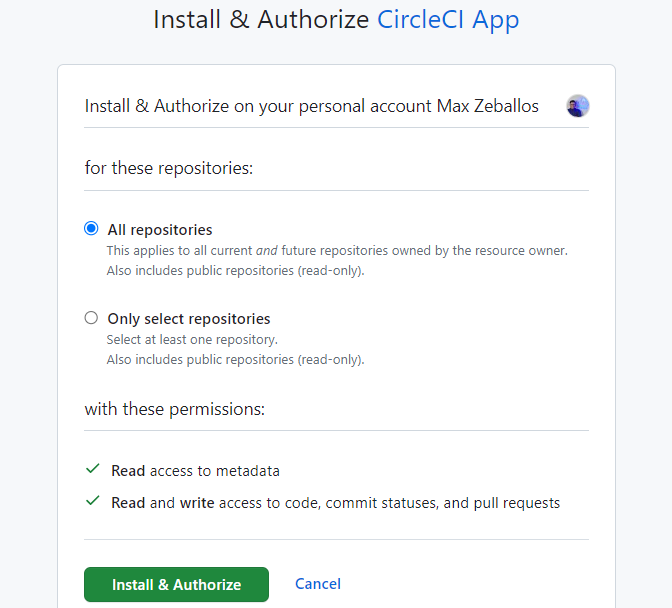 Install & Authorize CircleCI App
Install & Authorize on your personal account Max Zeballos
for these repositories:
All repositories
This applies to all current and future repositories owned by the resource owner.
Also includes public repositories (read-only).
Only select repositories
Select at least one repository.
Also includes public repositories (read-only).
with these permissions:
Read access to metadata
Read and write access to code, commit statuses, and pull requests
Install & Authorize Cancel